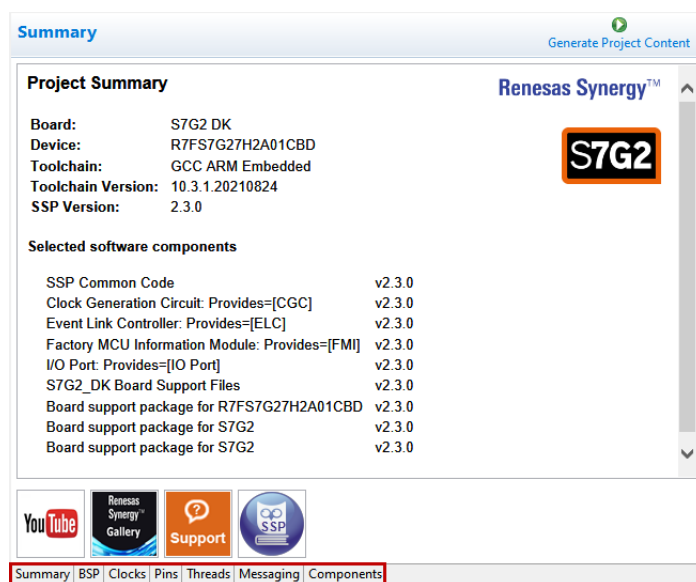 Summary
Generate Project Content
Project Summary
Renesas Synergy™
Board: S7G2 DK
Device: R7FS7G27H2A01CBD
Toolchain: GCC ARM Embedded
Toolchain Version: 10.3.1.20210824
SSP Version: 2.3.0
S7G2
Selected software components
SSP Common Code v2.3.0
Clock Generation Circuit: Provides=[CGC] v2.3.0
Event Link Controller: Provides=[ELC] v2.3.0
Factory MCU Information Module: Provides=[FMI] v2.3.0
I/O Port: Provides=[IO Port] v2.3.0
S7G2_DK Board Support Files v2.3.0
Board support package for R7FS7G27H2A01CBD v2.3.0
Board support package for S7G2 v2.3.0
Board support package for S7G2 v2.3.0
YouTube
Renesas
Synergy™
Gallery
Support
SSP
Summary BSP Clocks Pins Threads Messaging Components